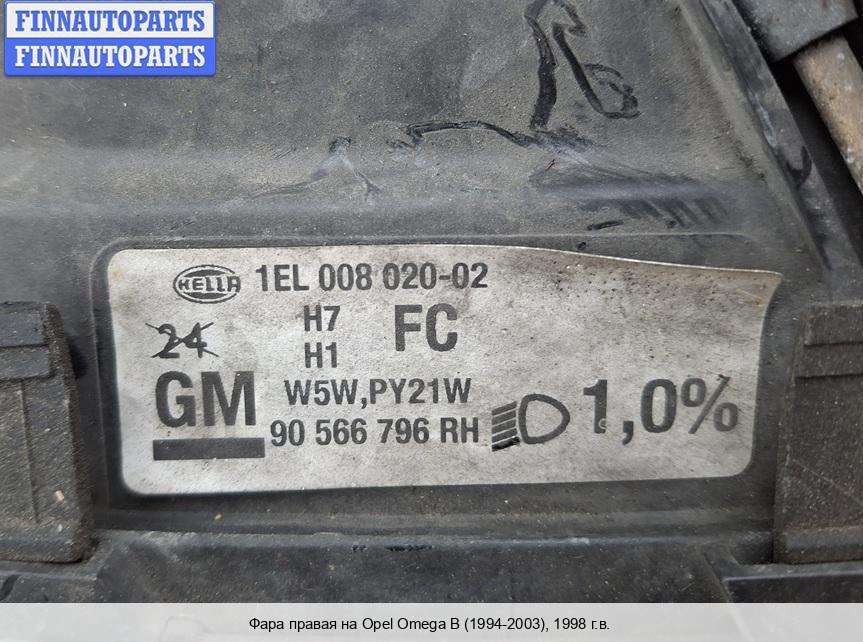 FINNAUTOPARTS
FINNAUTOPARTS
HELLA 1EL 008 020-02
H7 FC
24
H1
GM W5W,PY21W
90 566 796 RH 1,0%
Фара правая на Opel Omega B (1994-2003), 1998 г.в.